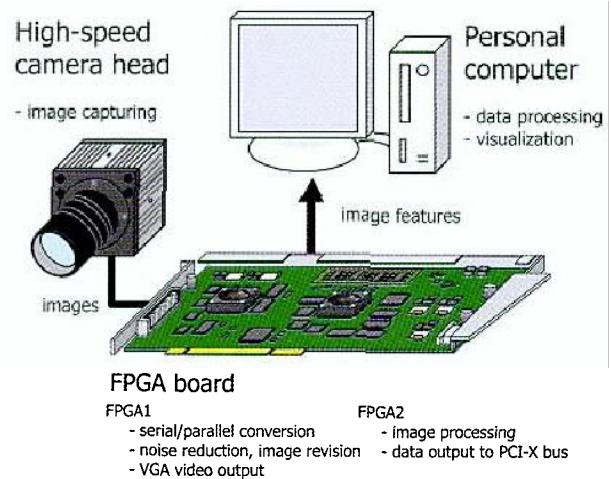 High-speed
camera head
- image capturing
Personal
computer
- data processing
- visualization
image features
images
FPGA board
FPGA1
- serial/parallel conversion
- noise reduction, image revision
- VGA video output
FPGA2
- image processing
- data output to PCI-X bus